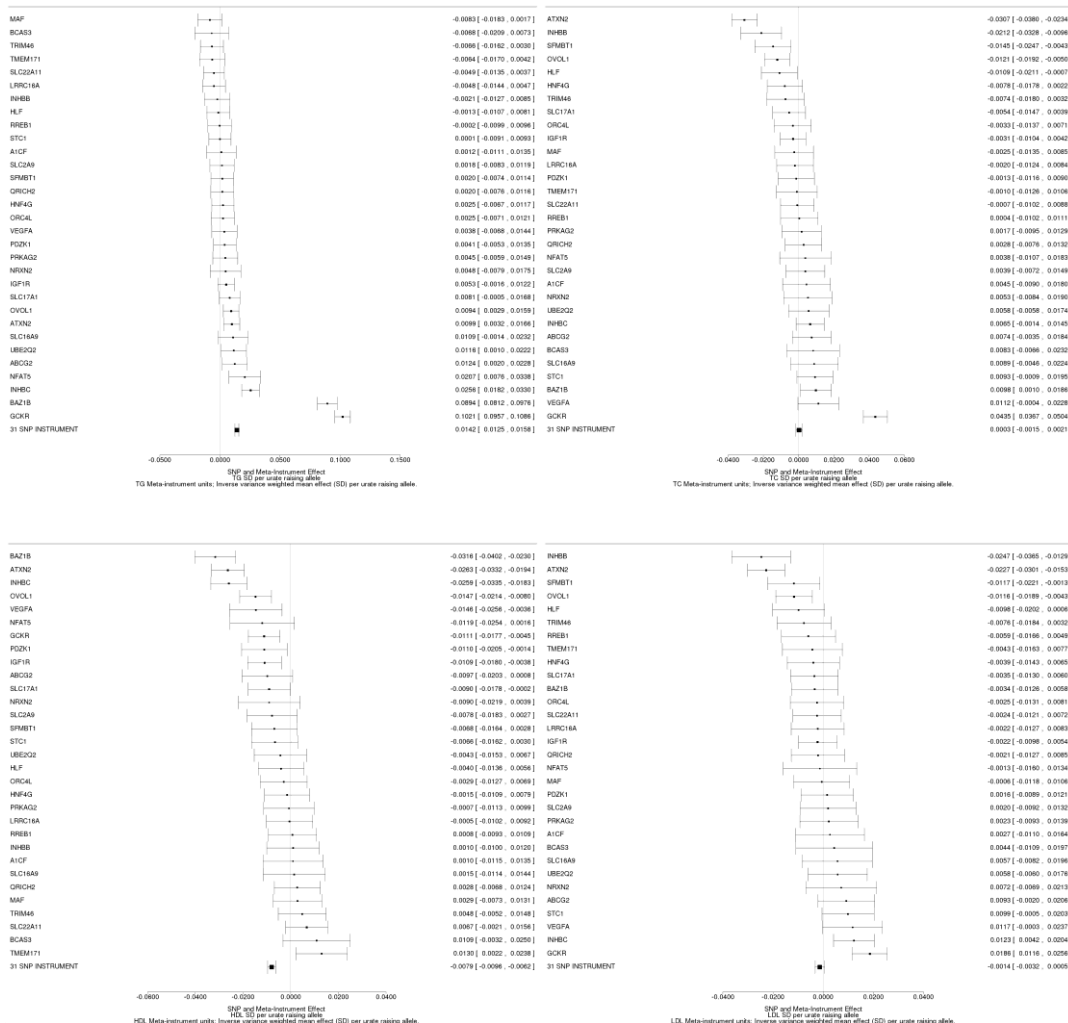 MAF -0.0083 [ -0.0183 , 0.0017 ]
BCAS3 -0.0068 [ -0.0209 , 0.0073 ]
TRIM46 -0.0066 [ -0.0162 , 0.0030 ]
TMEM171 -0.0064 [ -0.0170 , 0.0042 ]
SLC22A11 -0.0049 [ -0.0135 , 0.0037 ]
LRRC16A -0.0048 [ -0.0144 , 0.0047 ]
INHBB -0.0021 [ -0.0127 , 0.0085 ]
HLF -0.0013 [ -0.0107 , 0.0081 ]
RREB1 -0.0002 [ -0.0099 , 0.0096 ]
STC1 0.0001 [ -0.0091 , 0.0093 ]
A1CF 0.0012 [ -0.0111 , 0.0135 ]
SLC2A9 0.0018 [ -0.0083 , 0.0119 ]
SFMBT1 0.0020 [ -0.0074 , 0.0114 ]
QRICH2 0.0020 [ -0.0076 , 0.0116 ]
HNF4G 0.0025 [ -0.0067 , 0.0117 ]
ORC4L 0.0025 [ -0.0071 , 0.0121 ]
VEGFA 0.0038 [ -0.0068 , 0.0144 ]
PDZK1 0.0041 [ -0.0053 , 0.0135 ]
PRKAG2 0.0045 [ -0.0059 , 0.0149 ]
NRXN2 0.0048 [ -0.0079 , 0.0175 ]
IGF1R 0.0053 [ -0.0016 , 0.0122 ]
SLC17A1 0.0081 [ -0.0005 , 0.0168 ]
OVOL1 0.0094 [ 0.0029 , 0.0159 ]
ATXN2 0.0099 [ 0.0032 , 0.0166 ]
SLC16A9 0.0109 [ -0.0014 , 0.0232 ]
UBE2Q2 0.0116 [ 0.0010 , 0.0222 ]
ABCG2 0.0124 [ 0.0020 , 0.0228 ]
NFAT5 0.0207 [ 0.0076 , 0.0338 ]
INHBC 0.0256 [ 0.0182 , 0.0330 ]
BAZ1B 0.0894 [ 0.0812 , 0.0976 ]
GCKR 0.1021 [ 0.0957 , 0.1086 ]
31 SNP INSTRUMENT 0.0142 [ 0.0125 , 0.0158 ]
-0.0500 0.0000 0.0500 0.1000 0.1500
SNP and Meta-Instrument Effect
TG SD per urate raising allele
TG Meta-instrument units; Inverse variance weighted mean effect (SD) per urate raising allele.
ATXN2 -0.0307 [ -0.0380 , -0.0234
INHBB -0.0212 [ -0.0328 , -0.0096
SFMBT1 -0.0145 [ -0.0247 , -0.0043
OVOL1 -0.0121 [ -0.0192 , -0.0050
HLF -0.0109 [ -0.0211 , -0.0007
HNF4G -0.0078 [ -0.0178 , 0.0022
TRIM46 -0.0074 [ -0.0180 , 0.0032
SLC17A1 -0.0054 [ -0.0147 , 0.0039
ORC4L -0.0033 [ -0.0137 , 0.0071
IGF1R -0.0031 [ -0.0104 , 0.0042
MAF -0.0025 [ -0.0135 , 0.0085
LRRC16A -0.0020 [ -0.0124 , 0.0084
PDZK1 -0.0013 [ -0.0116 , 0.0090
TMEM171 -0.0010 [ -0.0126 , 0.0106
SLC22A11 -0.0007 [ -0.0102 , 0.0088
RREB1 0.0004 [ -0.0102 , 0.0111
PRKAG2 0.0017 [ -0.0095 , 0.0129
QRICH2 0.0028 [ -0.0076 , 0.0132
NFAT5 0.0038 [ -0.0107 , 0.0183
SLC2A9 0.0039 [ -0.0072 , 0.0149
A1CF 0.0045 [ -0.0090 , 0.0180
NRXN2 0.0053 [ -0.0084 , 0.0190
UBE2Q2 0.0058 [ -0.0058 , 0.0174
INHBC 0.0065 [ -0.0014 , 0.0145
ABCG2 0.0074 [ -0.0035 , 0.0184
BCAS3 0.0083 [ -0.0066 , 0.0232
SLC16A9 0.0089 [ -0.0046 , 0.0224
STC1 0.0093 [ -0.0009 , 0.0195
BAZ1B 0.0098 [ 0.0010 , 0.0186
VEGFA 0.0112 [ -0.0004 , 0.0228
GCKR 0.0435 [ 0.0367 , 0.0504
31 SNP INSTRUMENT 0.0003 [ -0.0015 , 0.0021
-0.0400 -0.0200 0.0000 0.0200 0.0400 0.0600
SNP and Meta-Instrument Effect
TC SD per urate raising allele
TC Meta-instrument units; Inverse variance weighted mean effect (SD) per urate raising allele.
BAZ1B -0.0316 [ -0.0402 , -0.0230 ]
ATXN2 -0.0263 [ -0.0332 , -0.0194 ]
INHBC -0.0259 [ -0.0335 , -0.0183 ]
OVOL1 -0.0147 [ -0.0214 , -0.0080 ]
VEGFA -0.0146 [ -0.0256 , -0.0036 ]
NFAT5 -0.0119 [ -0.0254 , 0.0016 ]
GCKR -0.0111 [ -0.0177 , -0.0045 ]
PDZK1 -0.0110 [ -0.0205 , -0.0014 ]
IGF1R -0.0109 [ -0.0180 , -0.0038 ]
ABCG2 -0.0097 [ -0.0203 , 0.0008 ]
SLC17A1 -0.0090 [ -0.0178 , -0.0002 ]
NRXN2 -0.0090 [ -0.0219 , 0.0039 ]
SLC2A9 -0.0078 [ -0.0183 , 0.0027 ]
SFMBT1 -0.0068 [ -0.0164 , 0.0028 ]
STC1 -0.0066 [ -0.0162 , 0.0030 ]
UBE2Q2 -0.0043 [ -0.0153 , 0.0067 ]
HLF -0.0040 [ -0.0136 , 0.0056 ]
ORC4L -0.0029 [ -0.0127 , 0.0069 ]
HNF4G -0.0015 [ -0.0109 , 0.0079 ]
PRKAG2 -0.0007 [ -0.0113 , 0.0099 ]
LRRC16A -0.0005 [ -0.0102 , 0.0092 ]
RREB1 0.0008 [ -0.0093 , 0.0109 ]
INHBB 0.0010 [ -0.0100 , 0.0120 ]
A1CF 0.0010 [ -0.0115 , 0.0135 ]
SLC16A9 0.0015 [ -0.0114 , 0.0144 ]
QRICH2 0.0028 [ -0.0068 , 0.0124 ]
MAF 0.0029 [ -0.0073 , 0.0131 ]
TRIM46 0.0048 [ -0.0052 , 0.0148 ]
SLC22A11 0.0067 [ -0.0021 , 0.0156 ]
BCAS3 0.0109 [ -0.0032 , 0.0250 ]
TMEM171 0.0130 [ 0.0022 , 0.0238 ]
31 SNP INSTRUMENT -0.0079 [ -0.0096 , -0.0062 ]
-0.0600 -0.0400 -0.0200 0.0000 0.0200 0.0400
SNP and Meta-Instrument Effect
HDL SD per urate raising allele
HDL Meta-instrument units; Inverse variance weighted mean effect (SD) per urate raising allele.
INHBB -0.0247 [ -0.0365 , -0.0129
ATXN2 -0.0227 [ -0.0301 , -0.0153
SFMBT1 -0.0117 [ -0.0221 , -0.0013
OVOL1 -0.0116 [ -0.0189 , -0.0043
HLF -0.0098 [ -0.0202 , 0.0006
TRIM46 -0.0076 [ -0.0184 , 0.0032
RREB1 -0.0059 [ -0.0166 , 0.0049
TMEM171 -0.0043 [ -0.0163 , 0.0077
HNF4G -0.0039 [ -0.0143 , 0.0065
SLC17A1 -0.0035 [ -0.0130 , 0.0060
BAZ1B -0.0034 [ -0.0126 , 0.0058
ORC4L -0.0025 [ -0.0131 , 0.0081
SLC22A11 -0.0024 [ -0.0121 , 0.0072
LRRC16A -0.0022 [ -0.0127 , 0.0083
IGF1R -0.0022 [ -0.0098 , 0.0054
QRICH2 -0.0021 [ -0.0127 , 0.0085
NFAT5 -0.0013 [ -0.0160 , 0.0134
MAF -0.0006 [ -0.0118 , 0.0106
PDZK1 0.0016 [ -0.0089 , 0.0121
SLC2A9 0.0020 [ -0.0092 , 0.0132
PRKAG2 0.0023 [ -0.0093 , 0.0139
A1CF 0.0027 [ -0.0110 , 0.0164
BCAS3 0.0044 [ -0.0109 , 0.0197
SLC16A9 0.0057 [ -0.0082 , 0.0196
UBE2Q2 0.0058 [ -0.0060 , 0.0176
NRXN2 0.0072 [ -0.0069 , 0.0213
ABCG2 0.0093 [ -0.0020 , 0.0206
STC1 0.0099 [ -0.0005 , 0.0203
VEGFA 0.0117 [ -0.0003 , 0.0237
INHBC 0.0123 [ 0.0042 , 0.0204
GCKR 0.0186 [ 0.0116 , 0.0256
31 SNP INSTRUMENT -0.0014 [ -0.0032 , 0.0005
-0.0400 -0.0200 0.0000 0.0200 0.0400
SNP and Meta-Instrument Effect
LDL SD per urate raising allele
LDL Meta-instrument units; Inverse variance weighted mean effect (SD) per urate raising allele.